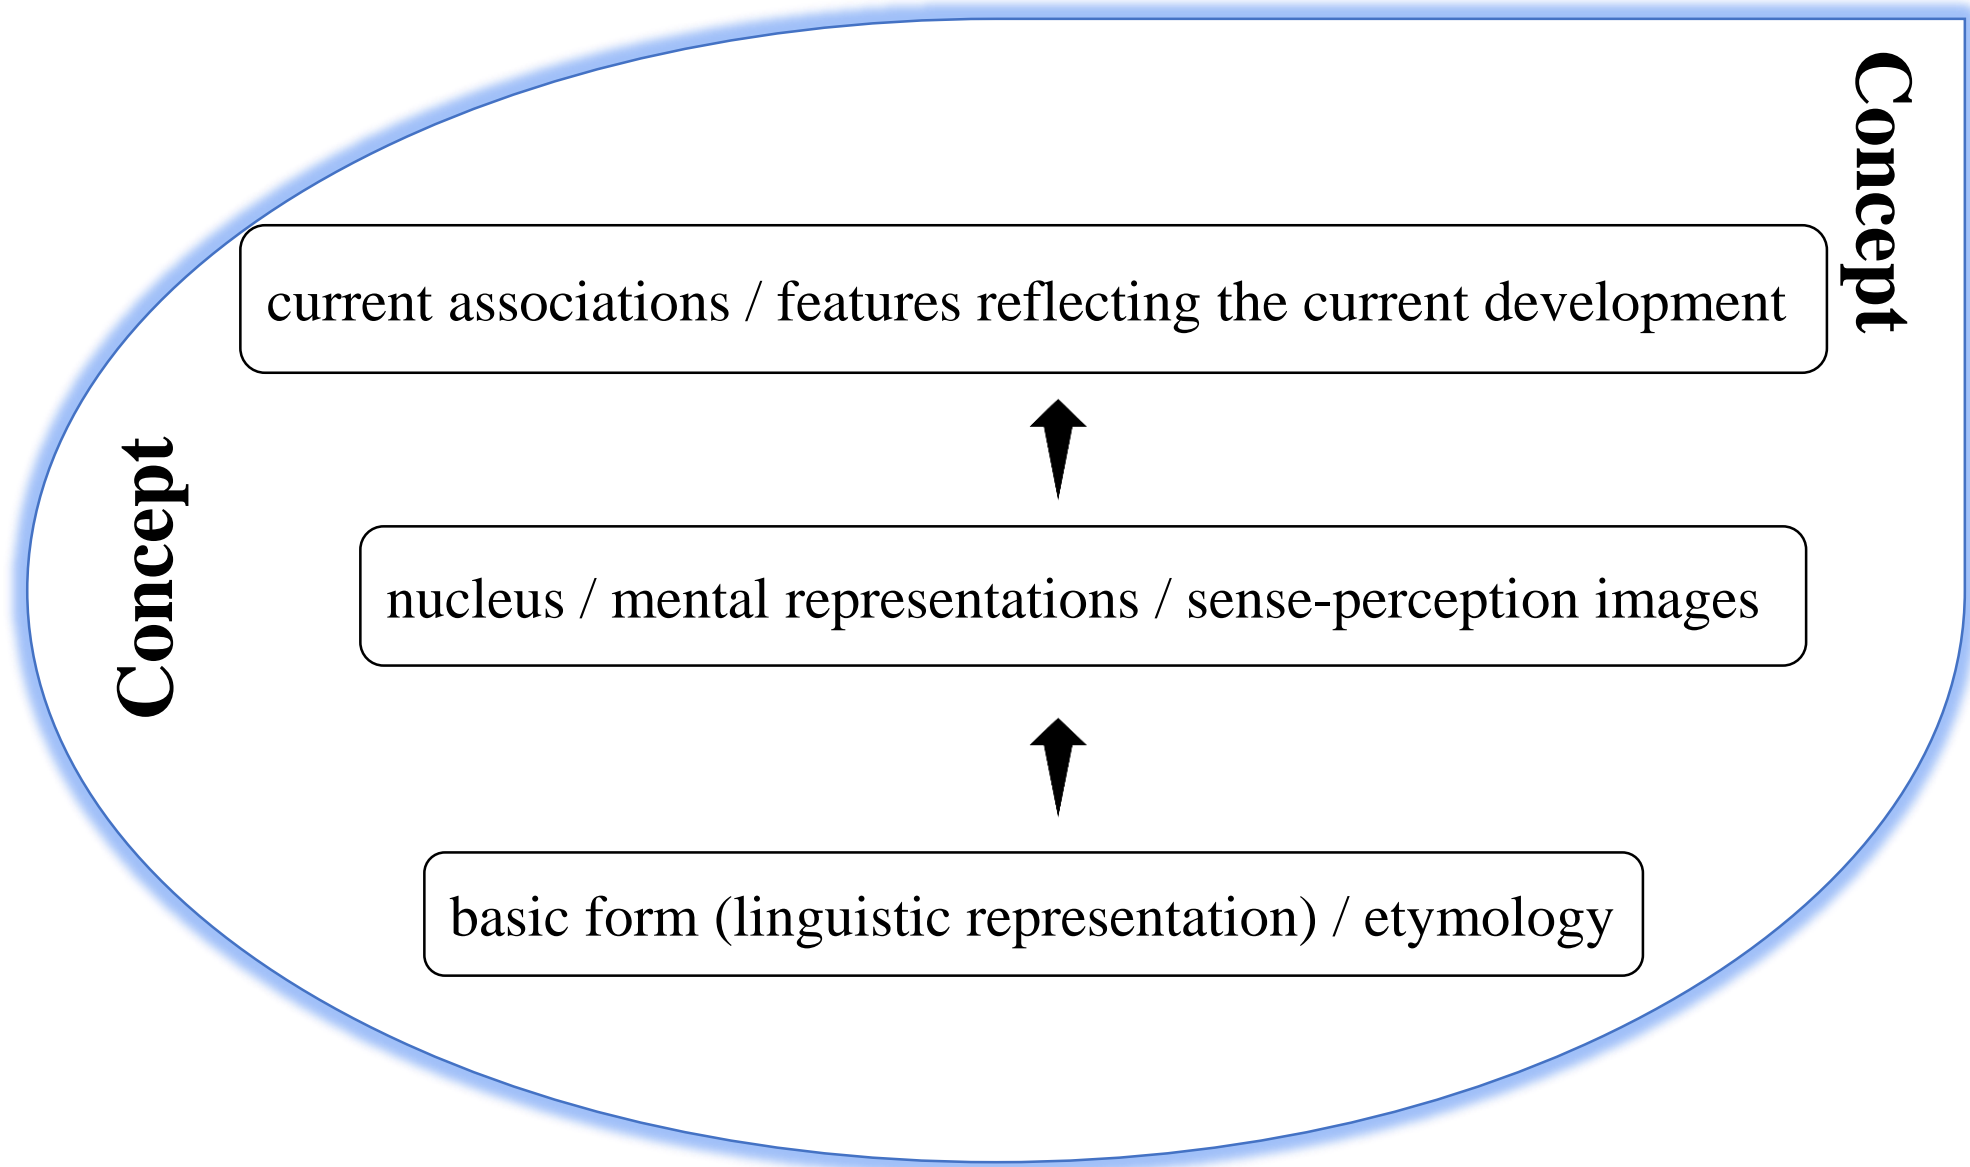 Concept
current associations / features reflecting the current development
Concept
nucleus / mental representations / sense-perception images
basic form (linguistic representation) / etymology